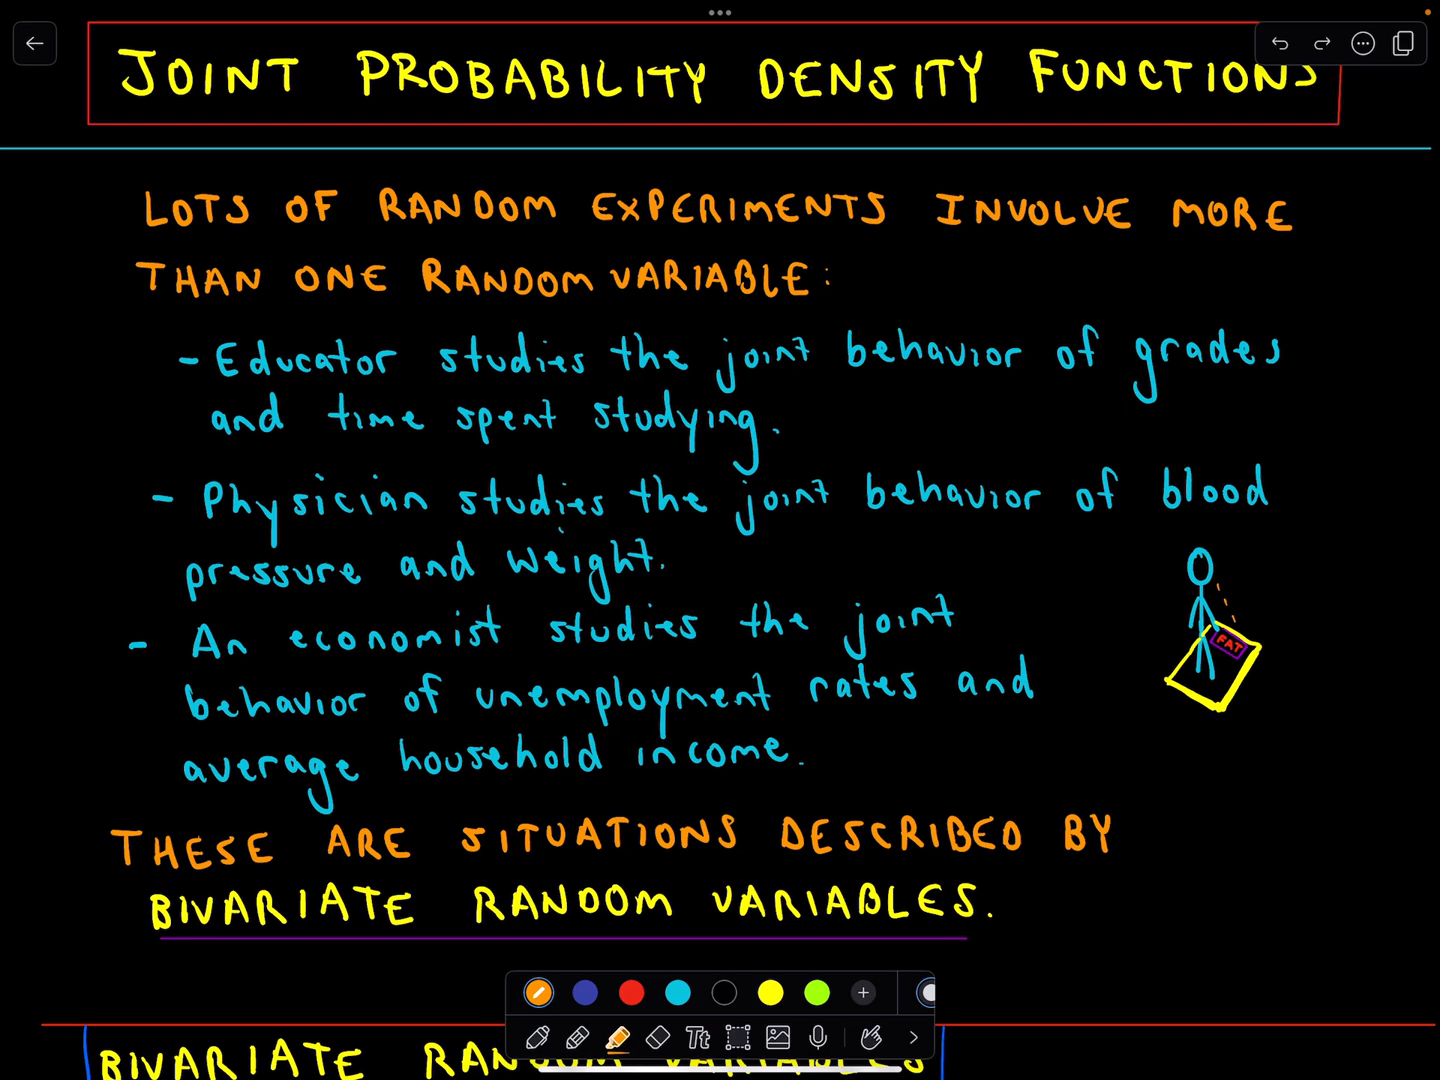 JOINT PROBABILITY DENSITY FUNCTIONS
LOTS OF RANDOM EXPERIMENTS INVOLVE MORE
THAN ONE RANDOM VARIABLE:
- Educator studies the joint behavior of grades
and time spent studying.
- Physician studies the joint behavior of blood
pressure and weight.
FAT
- An economist studies the joint
behavior of unemployment rates and
average household income.
THESE ARE SITUATIONS DESCRIBED BY
BIVARIATE RANDOM VARIABLES.
Tt
BIVARIATE RANDOM VARIABLES